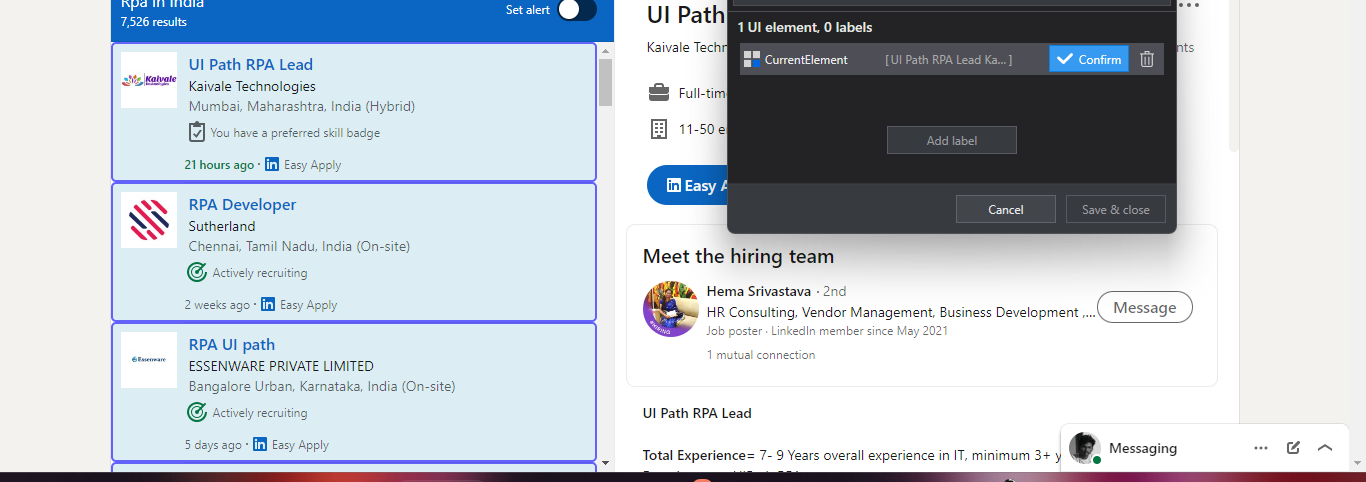 Rpa in India
7,526 results
Set alert
Kaivale
UI Path RPA Lead
Kaivale Technologies
Mumbai, Maharashtra, India (Hybrid)
You have a preferred skill badge
21 hours ago · in Easy Apply
RPA Developer
Sutherland
Chennai, Tamil Nadu, India (On-site)
Actively recruiting
2 weeks ago · in Easy Apply
Essenware
RPA UI path
ESSENWARE PRIVATE LIMITED
Bangalore Urban, Karnataka, India (On-site)
Actively recruiting
5 days ago · in Easy Apply
UI Path
Kaivale Techn
nts
Full-tim
11-50 e
in Easy A
1 UI element, 0 labels
CurrentElement [UI Path RPA Lead Ka...] Confirm
Add label
Cancel Save & close
Meet the hiring team
Hema Srivastava · 2nd
HR Consulting, Vendor Management, Business Development ,...
Job poster · LinkedIn member since May 2021
1 mutual connection
Message
UI Path RPA Lead
Total Experience= 7- 9 Years overall experience in IT, minimum 3+ y
Messaging